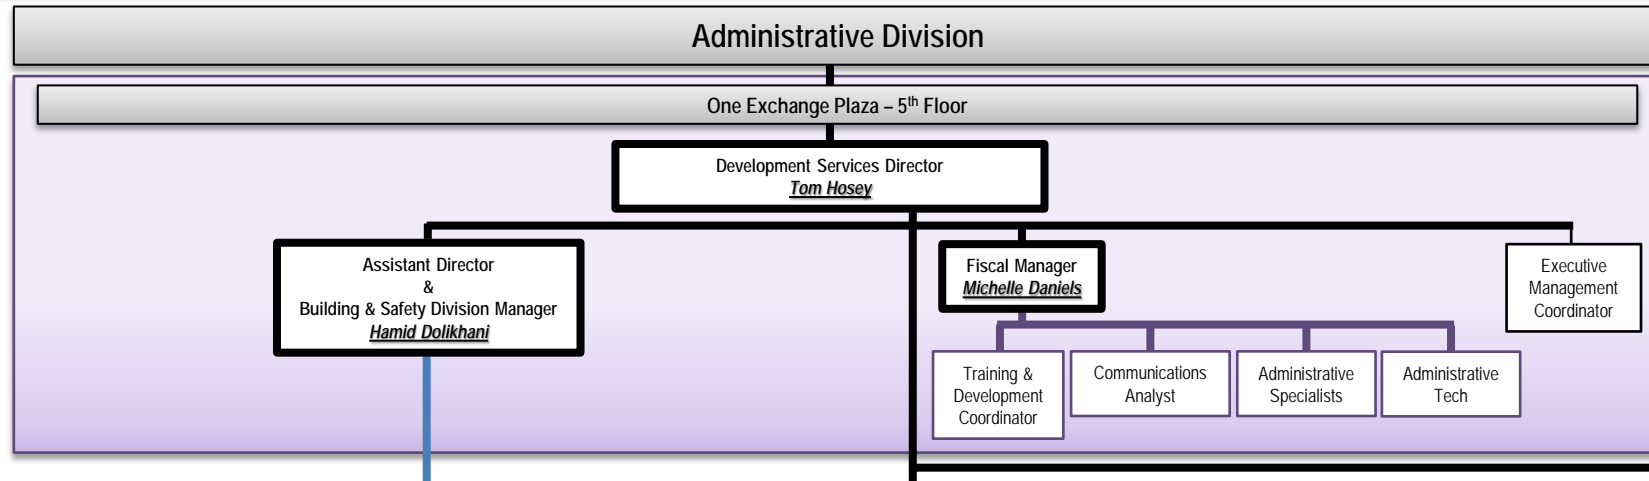 Administrative Division
One Exchange Plaza – 5th Floor
Development Services Director
Tom Hosey
Assistant Director
&
Building & Safety Division Manager
Hamid Dolikhani
Fiscal Manager
Michelle Daniels
Executive
Management
Coordinator
Training &
Development
Coordinator
Communications
Analyst
Administrative
Specialists
Administrative
Tech